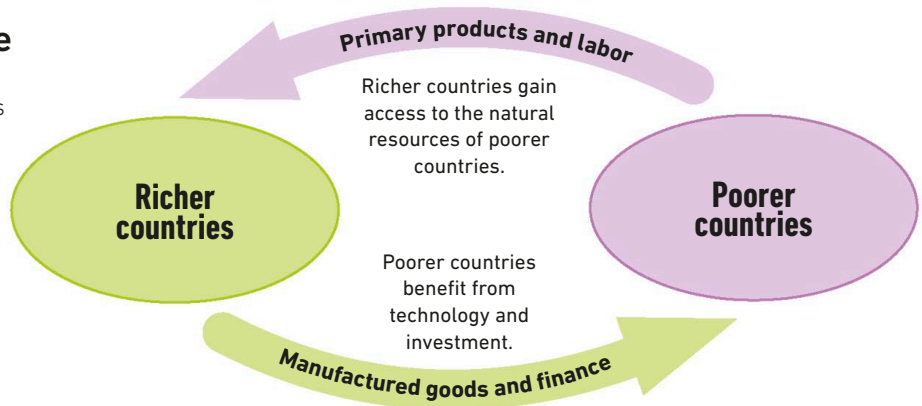 e
s
Primary products and labor
Richer countries gain
access to the natural
resources of poorer
countries.
Richer
countries
Poorer
countries
Poorer countries
benefit from
technology and
investment.
Manufactured goods and finance